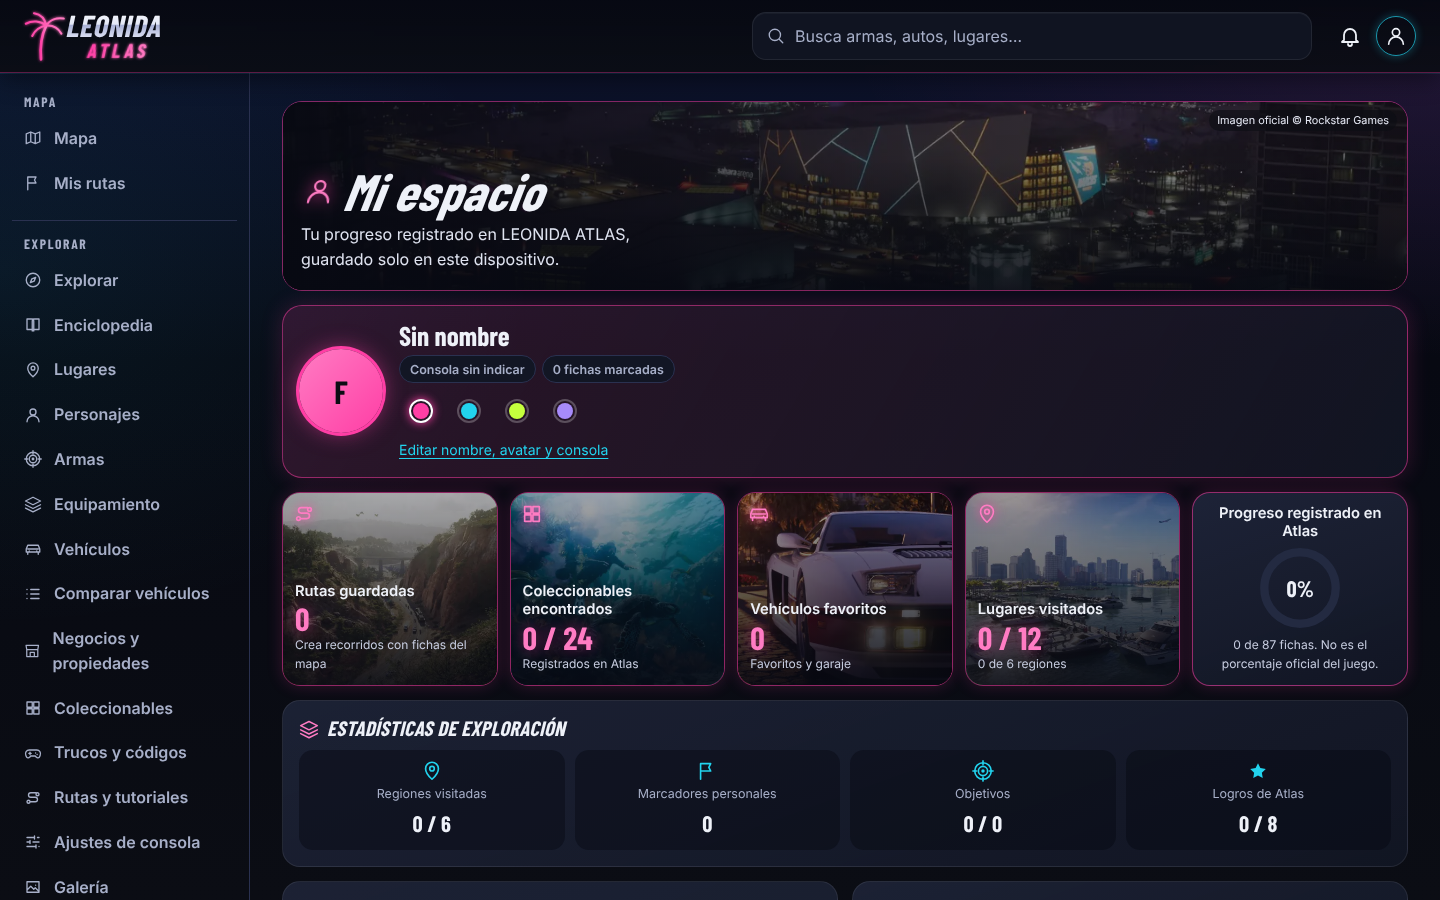 LEONIDA
ATLAS
Busca armas, autos, lugares...
MAPA
Mapa
Mis rutas
EXPLORAR
Explorar
Enciclopedia
Lugares
Personajes
Armas
Equipamiento
Vehículos
Comparar vehículos
Negocios y
propiedades
Coleccionables
Trucos y códigos
Rutas y tutoriales
Ajustes de consola
Galería
Imagen oficial © Rockstar Games
Mi espacio
Tu progreso registrado en LEONIDA ATLAS,
guardado solo en este dispositivo.
F
Sin nombre
Consola sin indicar
0 fichas marcadas
Editar nombre, avatar y consola
Rutas guardadas
0
Crea recorridos con fichas del
mapa
Coleccionables
encontrados
0 / 24
Registrados en Atlas
Vehículos favoritos
0
Favoritos y garaje
Lugares visitados
0 / 12
0 de 6 regiones
Progreso registrado en
Atlas
0%
0 de 87 fichas. No es el
porcentaje oficial del juego.
ESTADÍSTICAS DE EXPLORACIÓN
Regiones visitadas
0 / 6
Marcadores personales
0
Objetivos
0 / 0
Logros de Atlas
0 / 8